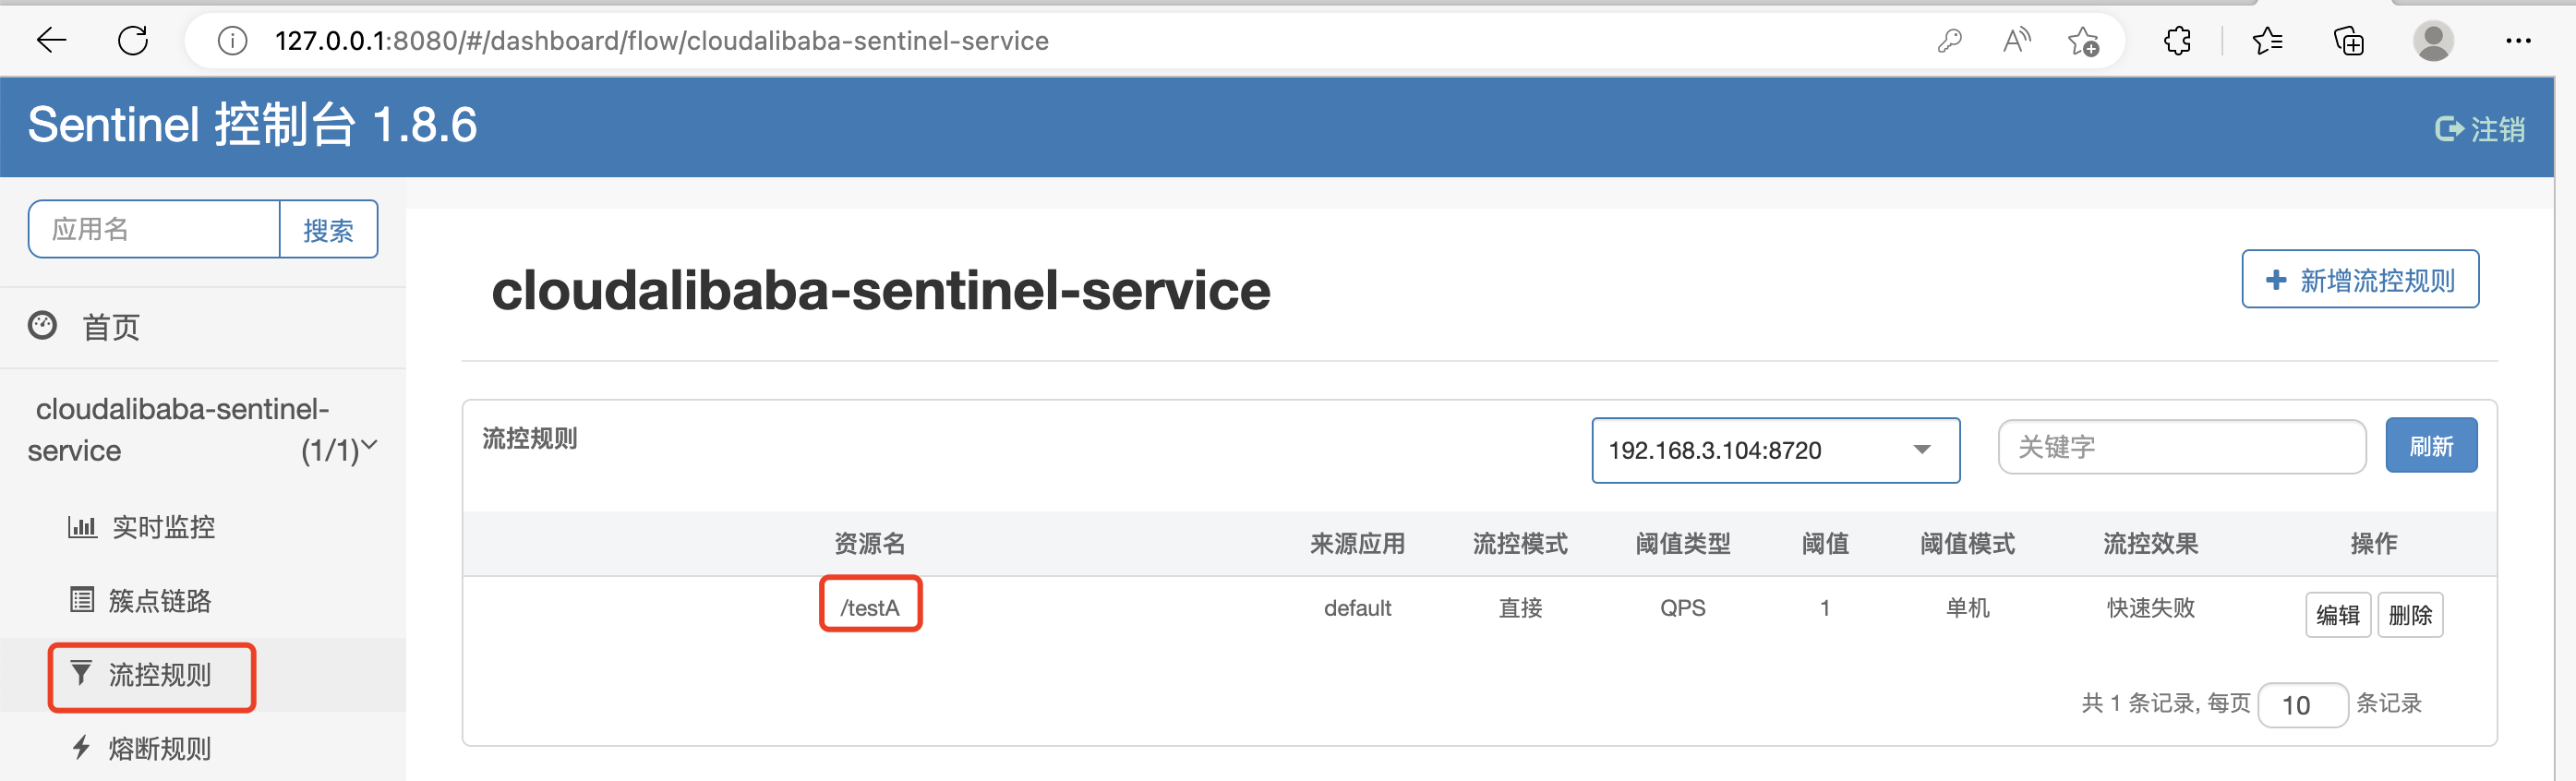 127.0.0.1:8080/#/dashboard/flow/cloudalibaba-sentinel-service
Sentinel 控制台 1.8.6
注销
应用名
搜索
首页
cloudalibaba-sentinel-
service (1/1)
实时监控
簇点链路
流控规则
熔断规则
cloudalibaba-sentinel-service
新增流控规则
流控规则
192.168.3.104:8720
关键字
刷新
资源名 来源应用 流控模式 阈值类型 阈值 阈值模式 流控效果 操作
/testA default 直接 QPS 1 单机 快速失败 编辑 删除
共 1 条记录, 每页 10 条记录